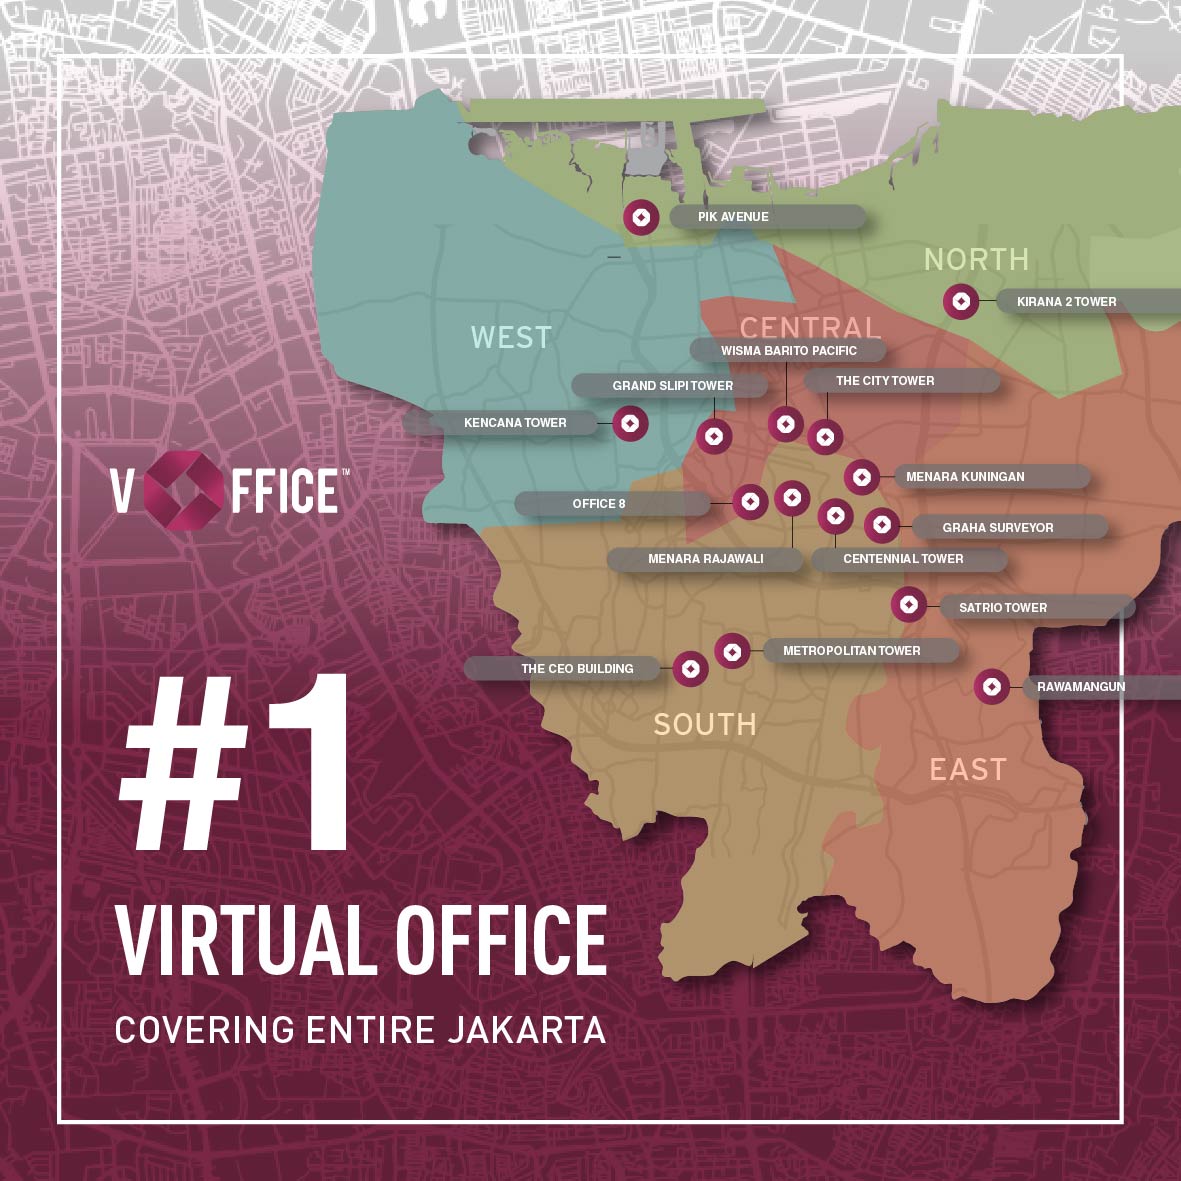 PIK AVENUE
NORTH
KIRANA 2 TOWER
WEST
CENTRAL
WISMA BARITO PACIFIC
GRAND SLIPI TOWER
THE CITY TOWER
KENCANA TOWER
MENARA KUNINGAN
V FFICE™
OFFICE 8
GRAHA SURVEYOR
MENARA RAJAWALI
CENTENNIAL TOWER
SATRIO TOWER
METROPOLITAN TOWER
THE CEO BUILDING
RAWAMANGUN
SOUTH
EAST
#1
VIRTUAL OFFICE
COVERING ENTIRE JAKARTA